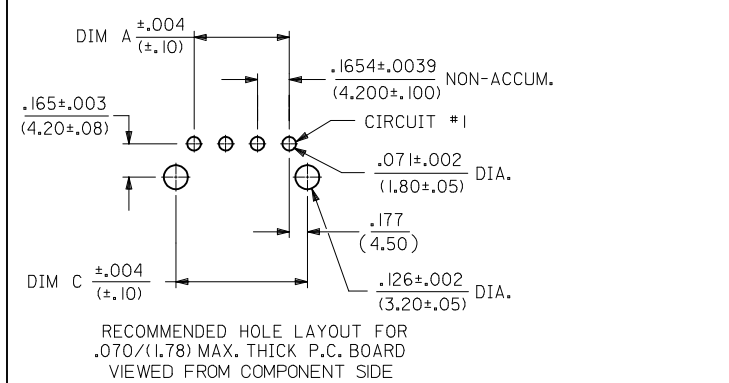 DIM A ±.004
(±.10)
.1654±.0039
(4.200±.100) NON-ACCUM.
.165±.003
(4.20±.08)
CIRCUIT #1
.071±.002
(1.80±.05) DIA.
.177
(4.50)
DIM C ±.004
(±.10)
.126±.002
(3.20±.05) DIA.
RECOMMENDED HOLE LAYOUT FOR
.070/(1.78) MAX. THICK P.C. BOARD
VIEWED FROM COMPONENT SIDE